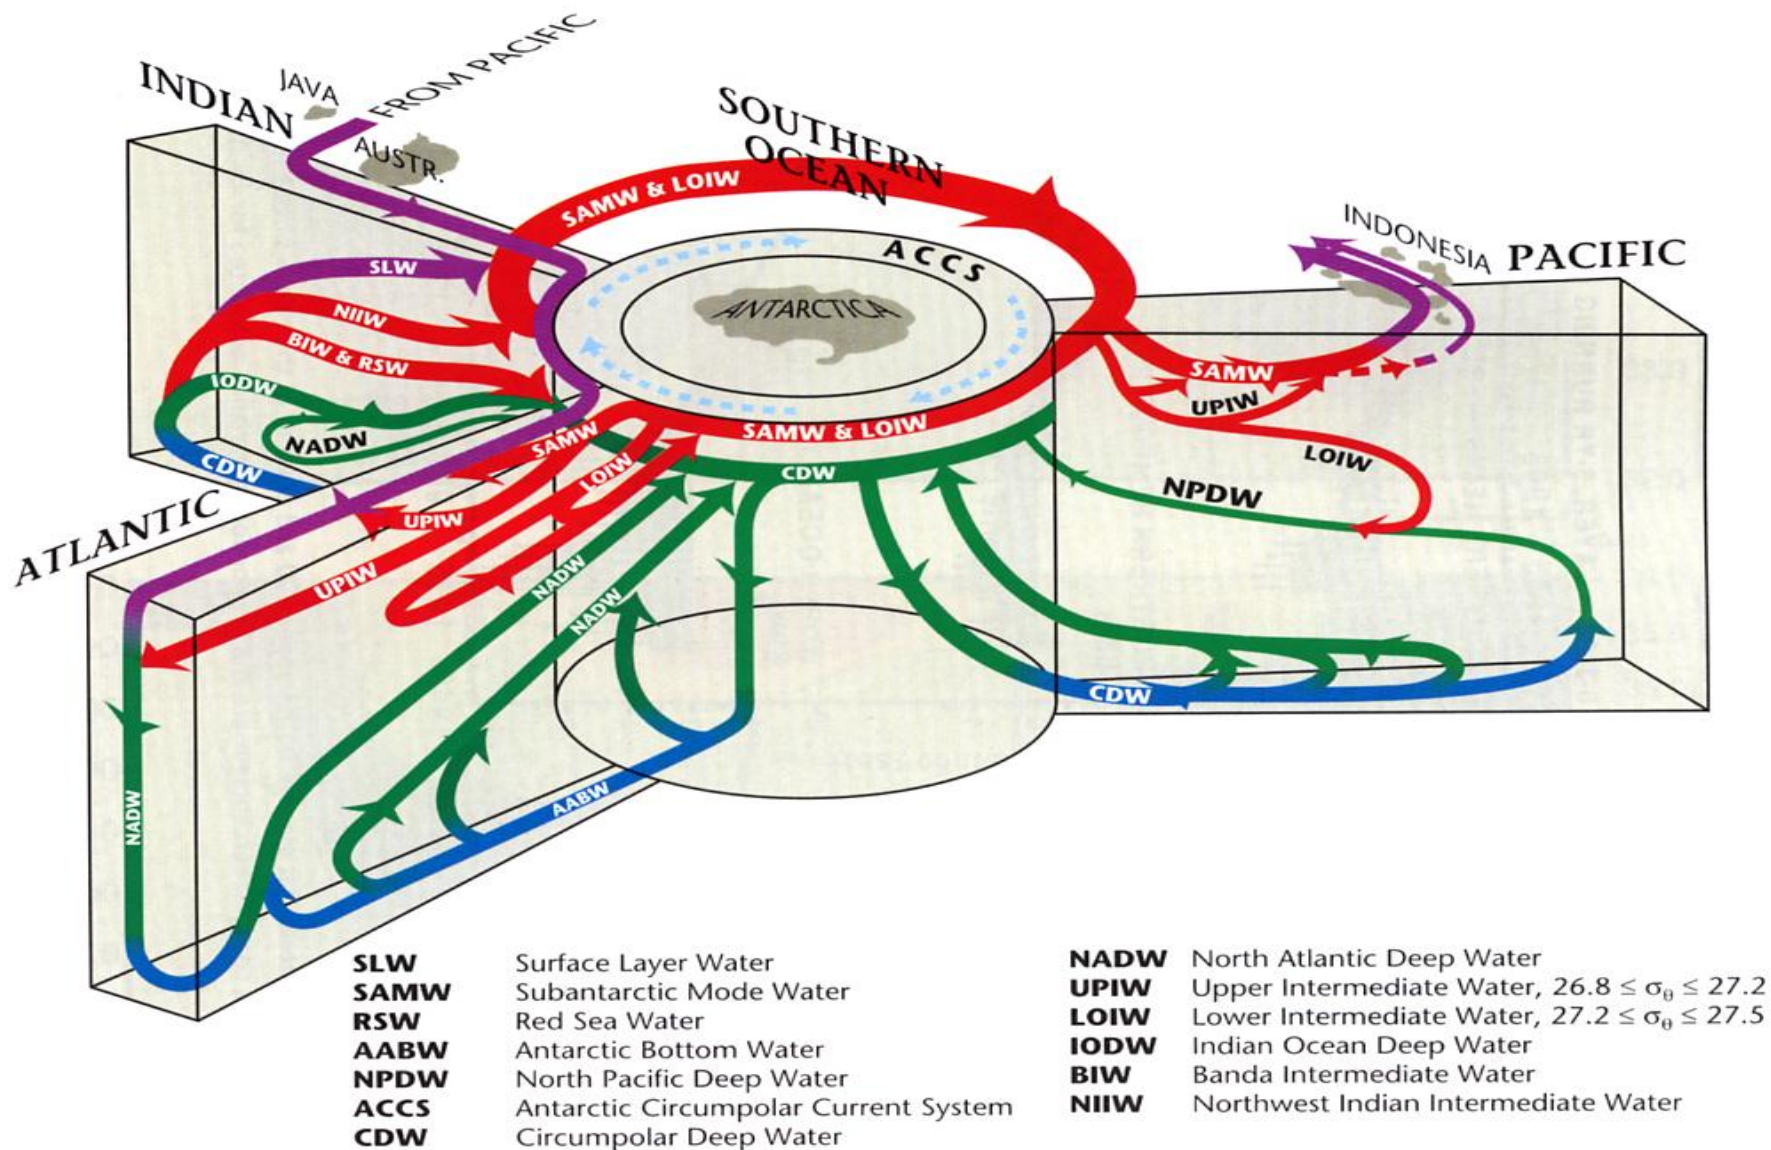 FROM PACIFIC
JAVA
INDIAN
AUSTR.
SOUTHERN
OCEAN
SAMW & LOIW
ACCS
ANTARCTICA
INDONESIA
PACIFIC
SLW
NIIW
BIW & RSW
IODW
NADW
CDW
SAMW
LOIW
UPIW
SAMW & LOIW
CDW
SAMW
UPIW
LOIW
NPDW
ATLANTIC
UPIW
NADW
NADW
CDW
AABW
NADW
SLW Surface Layer Water
SAMW Subantarctic Mode Water
RSW Red Sea Water
AABW Antarctic Bottom Water
NPDW North Pacific Deep Water
ACCS Antarctic Circumpolar Current System
CDW Circumpolar Deep Water
NADW North Atlantic Deep Water
UPIW Upper Intermediate Water, 26.8 ≤ σθ ≤ 27.2
LOIW Lower Intermediate Water, 27.2 ≤ σθ ≤ 27.5
IODW Indian Ocean Deep Water
BIW Banda Intermediate Water
NIIW Northwest Indian Intermediate Water